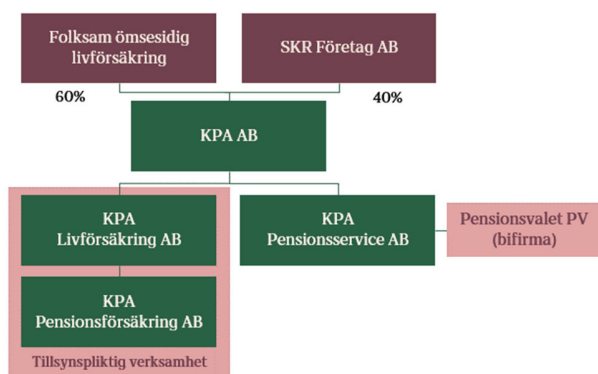 Folksam ömsesidig
livförsäkring
SKR Företag AB
60%
40%
KPA AB
KPA
Livförsäkring AB
KPA
Pensionsservice AB
Pensionsvalet PV
(bifirma)
KPA
Pensionsförsäkring AB
Tillsynspliktig verksamhet